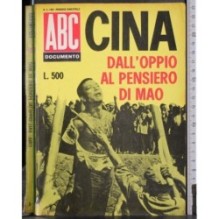 ABC
DOCUMENTO
L. 500
CINA
DALL'OPPIO
AL PENSIERO
DI MAO